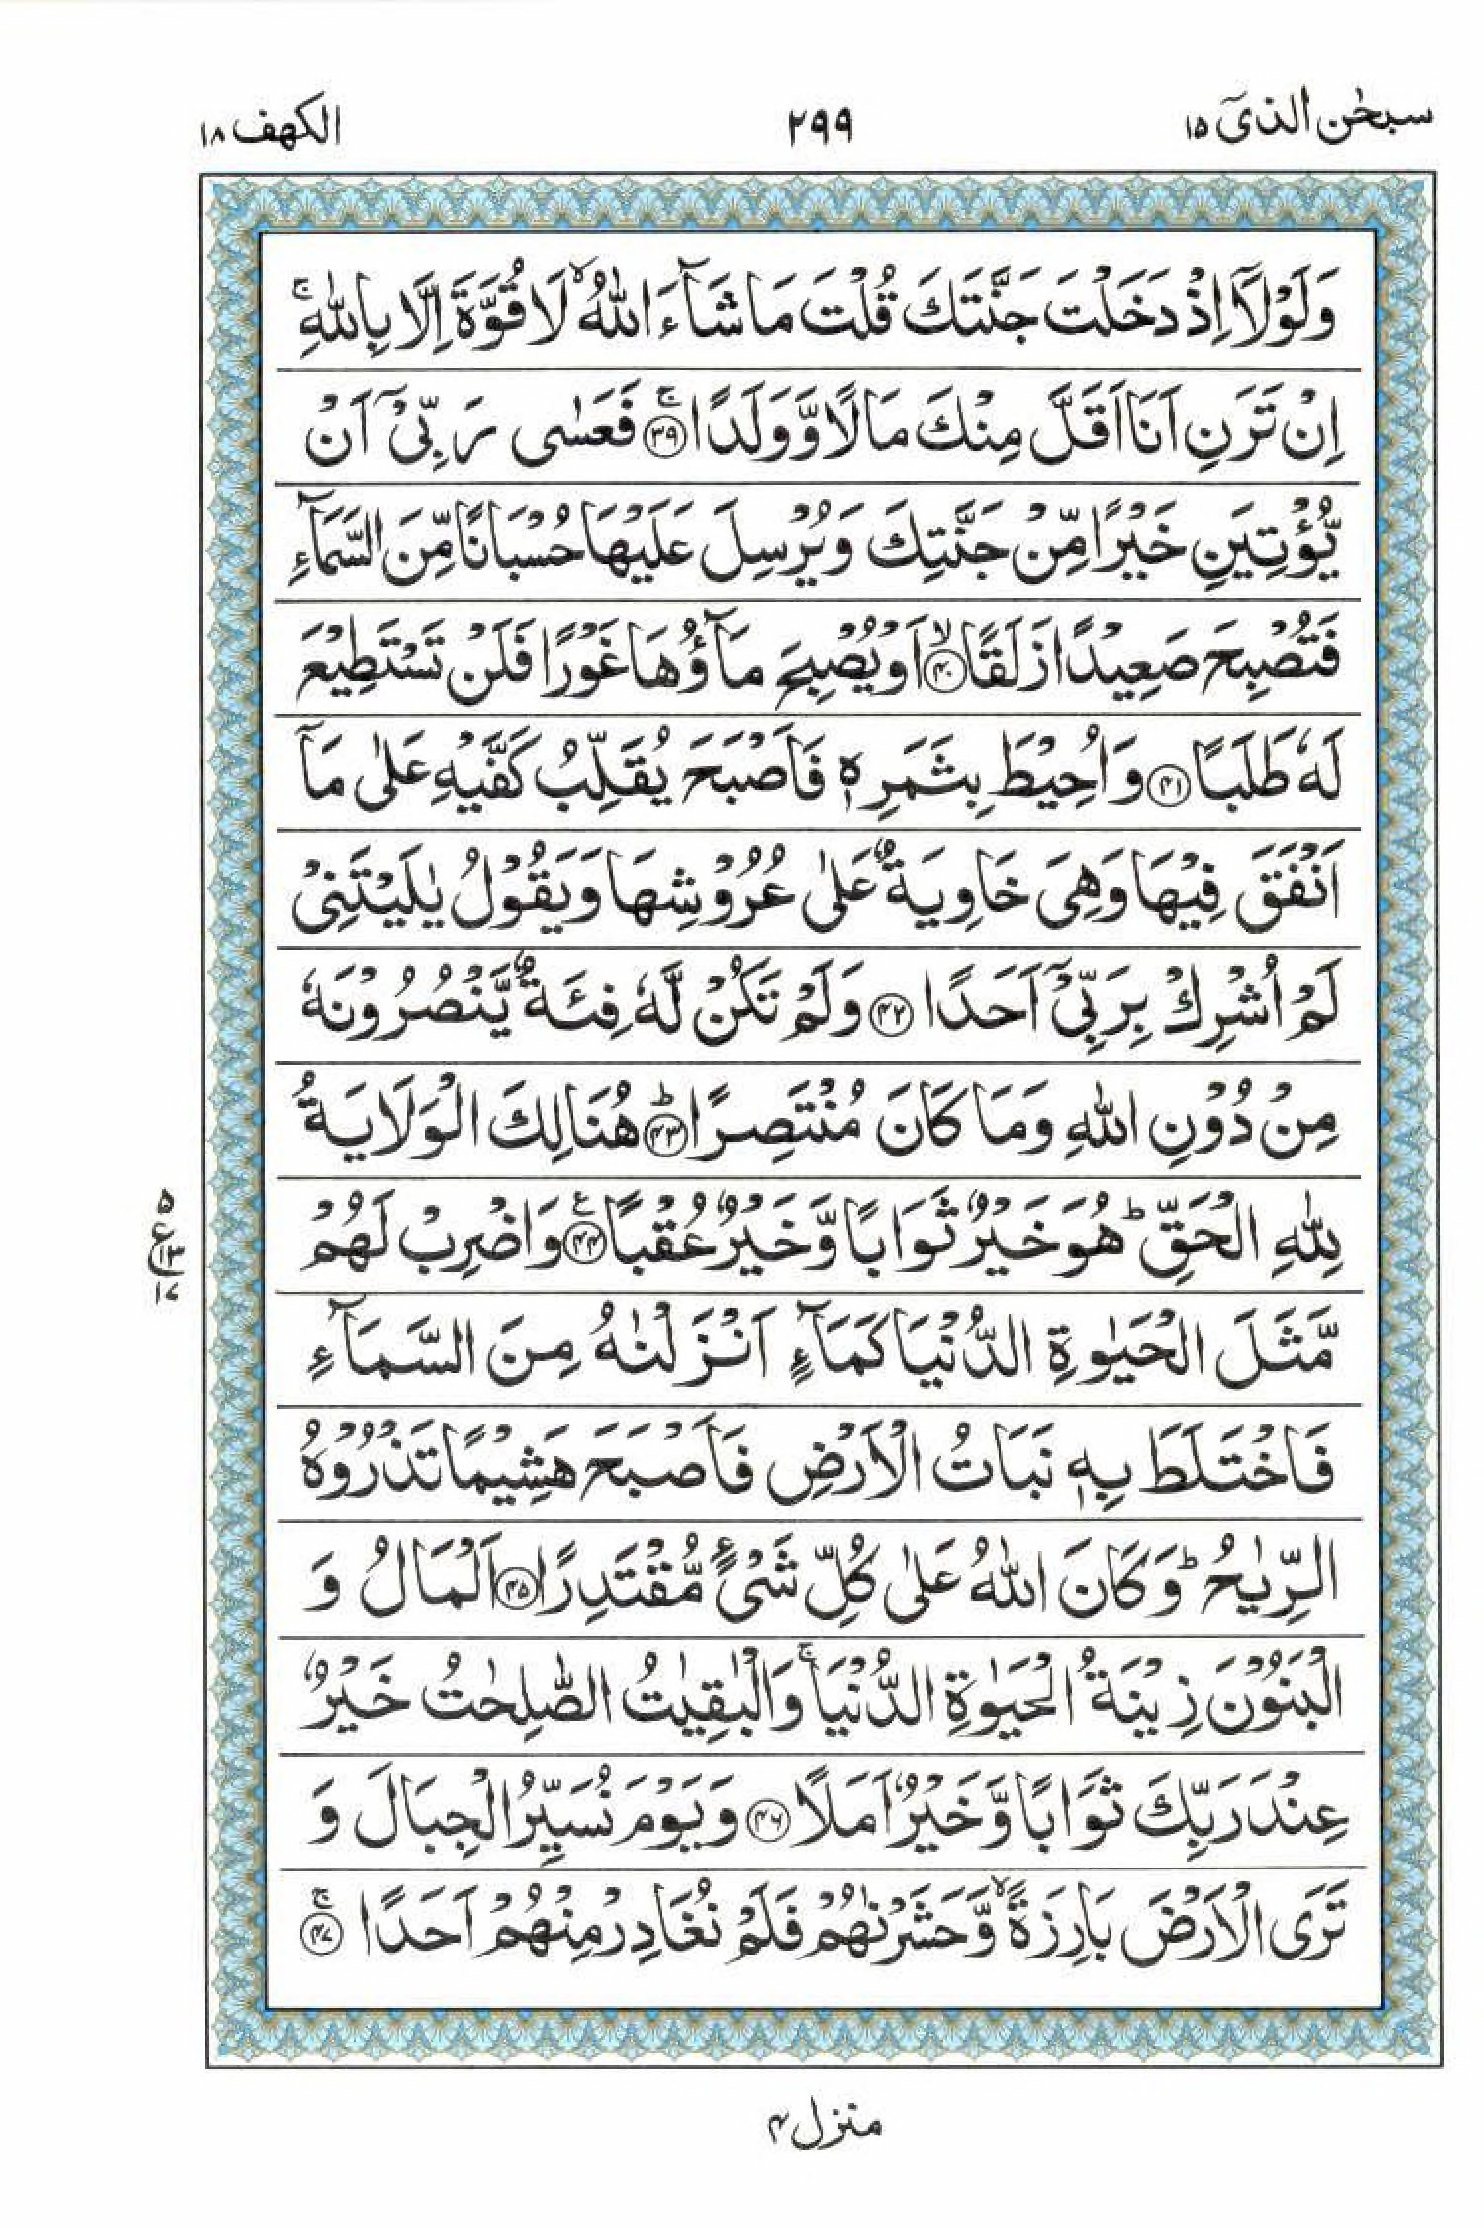 سبحٰن الذیٓ ۱۵
۲۹۹
الکهف ۱۸
وَلَوْلَاۤ اِذْ دَخَلْتَ جَنَّتَكَ قُلْتَ مَا شَآءَ اللّٰهُ ۙ لَا قُوَّةَ اِلَّا بِاللّٰهِ ۚ
اِنْ تَرَنِ اَنَا اَقَلَّ مِنْكَ مَالًا وَّوَلَدًا ۚ﴿۳۹﴾ فَعَسٰى رَبِّيْۤ اَنْ
يُّؤْتِيَنِ خَيْرًا مِّنْ جَنَّتِكَ وَيُرْسِلَ عَلَيْهَا حُسْبَانًا مِّنَ السَّمَآءِ
فَتُصْبِحَ صَعِيْدًا زَلَقًا ۙ﴿۴۰﴾ اَوْ يُصْبِحَ مَآؤُهَا غَوْرًا فَلَنْ تَسْتَطِيْعَ
لَهٗ طَلَبًا ﴿۴۱﴾ وَاُحِيْطَ بِثَمَرِهٖ فَاَصْبَحَ يُقَلِّبُ كَفَّيْهِ عَلٰى مَاۤ
اَنْفَقَ فِيْهَا وَهِيَ خَاوِيَةٌ عَلٰى عُرُوْشِهَا وَيَقُوْلُ يٰلَيْتَنِيْ
لَمْ اُشْرِكْ بِرَبِّيْۤ اَحَدًا ﴿۴۲﴾ وَلَمْ تَكُنْ لَّهٗ فِئَةٌ يَّنْصُرُوْنَهٗ
مِنْ دُوْنِ اللّٰهِ وَمَا كَانَ مُنْتَصِرًا ؕ﴿۴۳﴾ هُنَالِكَ الْوَلَايَةُ
لِلّٰهِ الْحَقِّ ؕ هُوَ خَيْرٌ ثَوَابًا وَّخَيْرٌ عُقْبًا ﴿۴۴﴾ؑ وَاضْرِبْ لَهُمْ
مَّثَلَ الْحَيٰوةِ الدُّنْيَا كَمَآءٍ اَنْزَلْنٰهُ مِنَ السَّمَآءِ
فَاخْتَلَطَ بِهٖ نَبَاتُ الْاَرْضِ فَاَصْبَحَ هَشِيْمًا تَذْرُوْهُ
الرِّيٰحُ ؕ وَكَانَ اللّٰهُ عَلٰى كُلِّ شَيْءٍ مُّقْتَدِرًا ﴿۴۵﴾ اَلْمَالُ وَ
الْبَنُوْنَ زِيْنَةُ الْحَيٰوةِ الدُّنْيَا ۚ وَالْبٰقِيٰتُ الصّٰلِحٰتُ خَيْرٌ
عِنْدَ رَبِّكَ ثَوَابًا وَّخَيْرٌ اَمَلًا ﴿۴۶﴾ وَيَوْمَ نُسَيِّرُ الْجِبَالَ وَ
تَرَى الْاَرْضَ بَارِزَةً ۙ وَّحَشَرْنٰهُمْ فَلَمْ نُغَادِرْ مِنْهُمْ اَحَدًا ۚ﴿۴۷﴾
۵
ع ۱۳
۱۷
منزل ۴